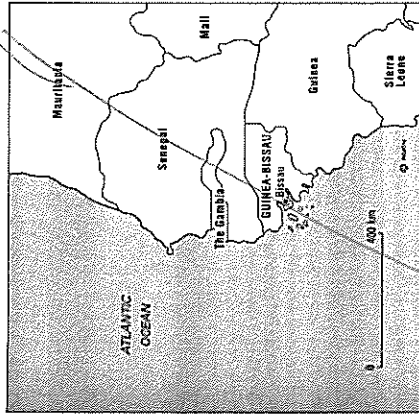 Mauritania
Mali
Senegal
ATLANTIC
OCEAN
The Gambia
GUINEA-BISSAU
Bissau
Guinea
Sierra
Leone
0
400 km